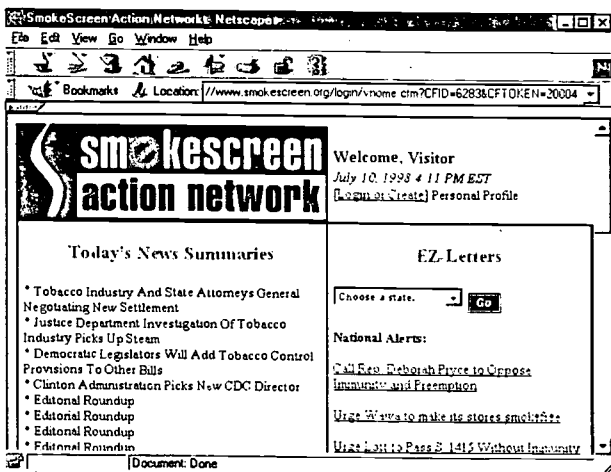 SmokeScreen Action Network - Netscape
File Edit View Go Window Help
Bookmarks Location: //www.smokescreen.org/login/vhome.cfm?CFID=6283&CFTOKEN=20004
smokescreen
action network
Welcome, Visitor
July 10, 1998 4 11 PM EST
[Login or Create] Personal Profile
Today's News Summaries
* Tobacco Industry And State Attorneys General
Negotiating New Settlement
* Justice Department Investigation Of Tobacco
Industry Picks Up Steam
* Democratic Legislators Will Add Tobacco Control
Provisions To Other Bills
* Clinton Administration Picks New CDC Director
* Editorial Roundup
* Editorial Roundup
* Editorial Roundup
* Editorial Roundup
EZ-Letters
Choose a state.
Go
National Alerts:
Call Rep. Deborah Pryce to Oppose
Immunity and Preemption
Urge Wawa to make its stores smokefree
Urge Lott to Pass S. 1415 Without Immunity
Document: Done